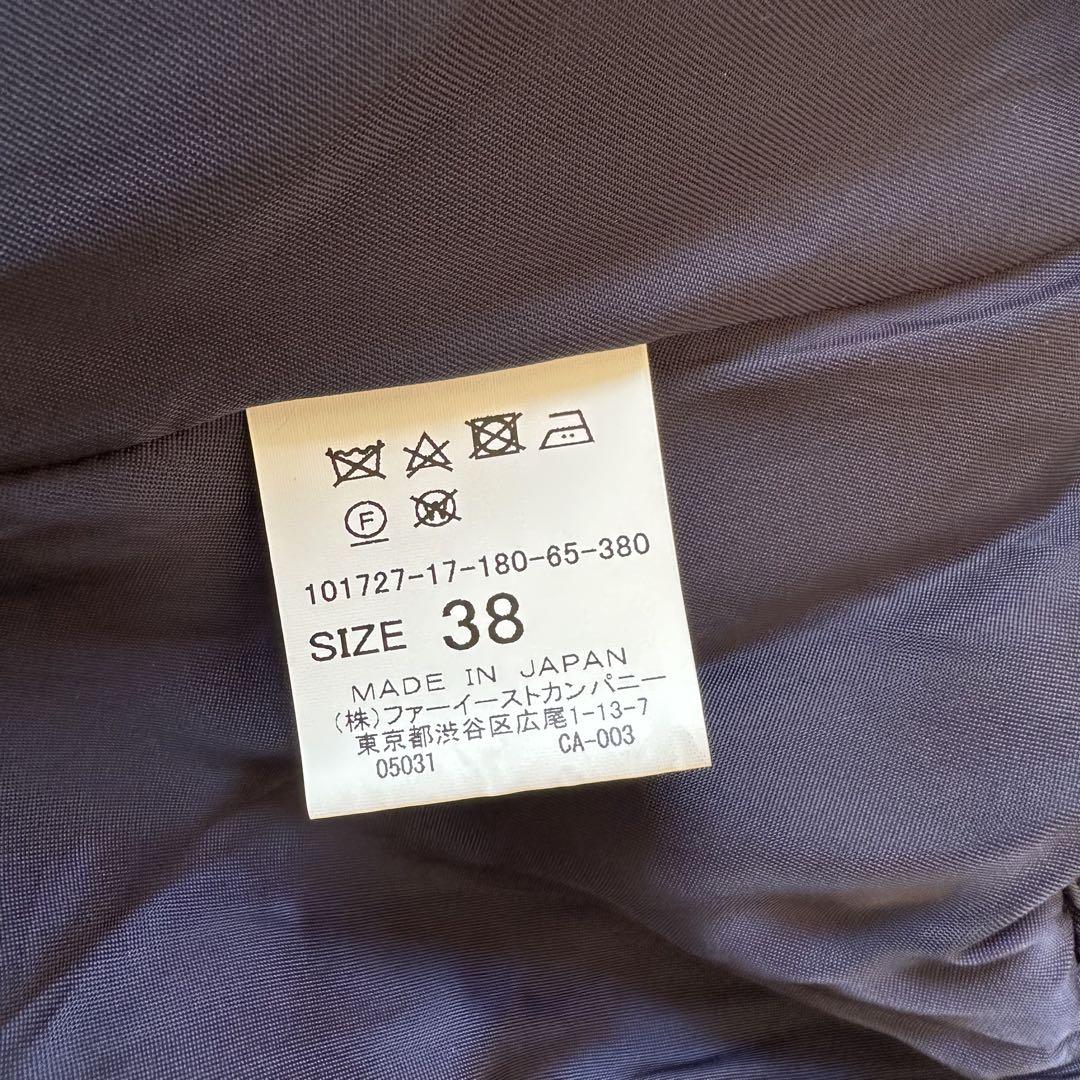 F
W
101727-17-180-65-380
SIZE 38
MADE IN JAPAN
(株)ファーイーストカンパニー
東京都渋谷区広尾1-13-7
05031 CA-003